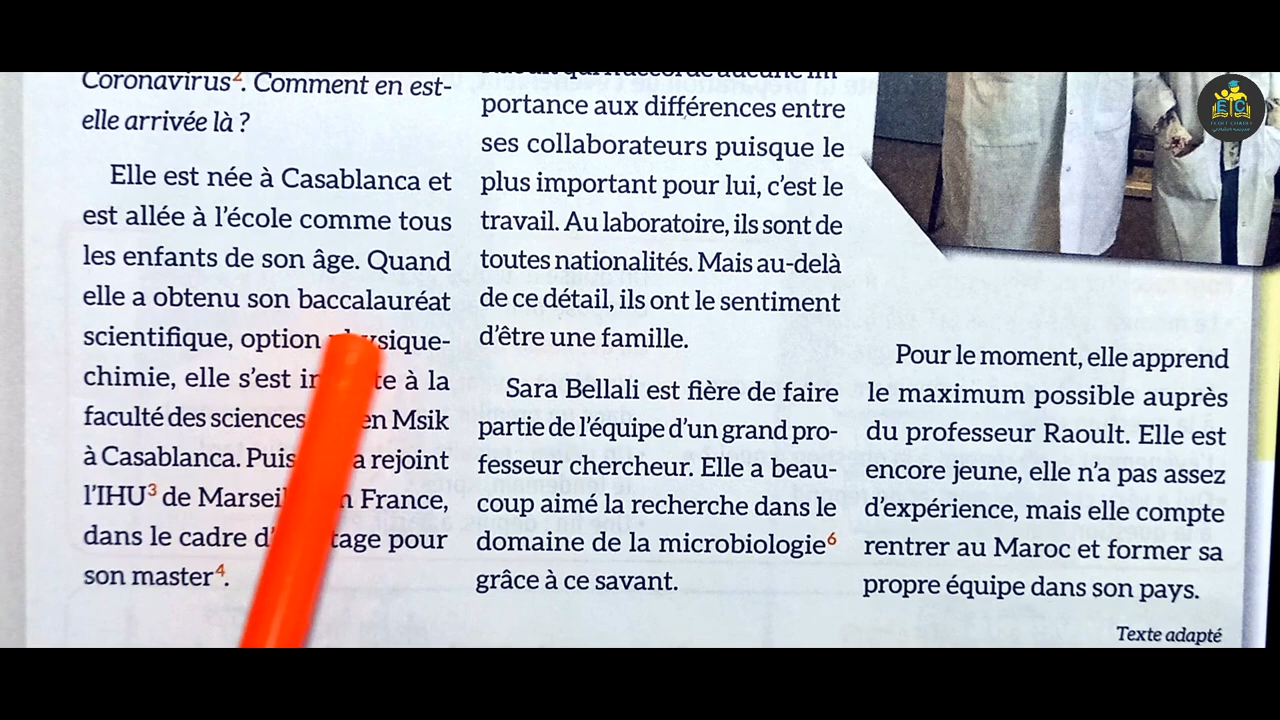 Coronavirus². Comment en est-
elle arrivée là ?
Elle est née à Casablanca et
est allée à l'école comme tous
les enfants de son âge. Quand
elle a obtenu son baccalauréat
scientifique, option
chimie, elle s'est à la
faculté des sciences Msik
à Casablanca. Puis rejoint
l'IHU³ de France,
dans le cadre pour
son master⁴.
portance aux différences entre
ses collaborateurs puisque le
plus important pour lui, c'est le
travail. Au laboratoire, ils sont de
toutes nationalités. Mais au-delà
de ce détail, ils ont le sentiment
d'être une famille.
Sara Bellali est fière de faire
partie de l'équipe d'un grand pro-
fesseur chercheur. Elle a beau-
coup aimé la recherche dans le
domaine de la microbiologie⁶
grâce à ce savant.
Pour le moment, elle apprend
le maximum possible auprès
du professeur Raoult. Elle est
encore jeune, elle n'a pas assez
d'expérience, mais elle compte
rentrer au Maroc et former sa
propre équipe dans son pays.
Texte adapté
E C